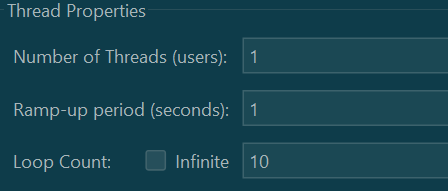 Thread Properties
Number of Threads (users): 1
Ramp-up period (seconds): 1
Loop Count: Infinite 10